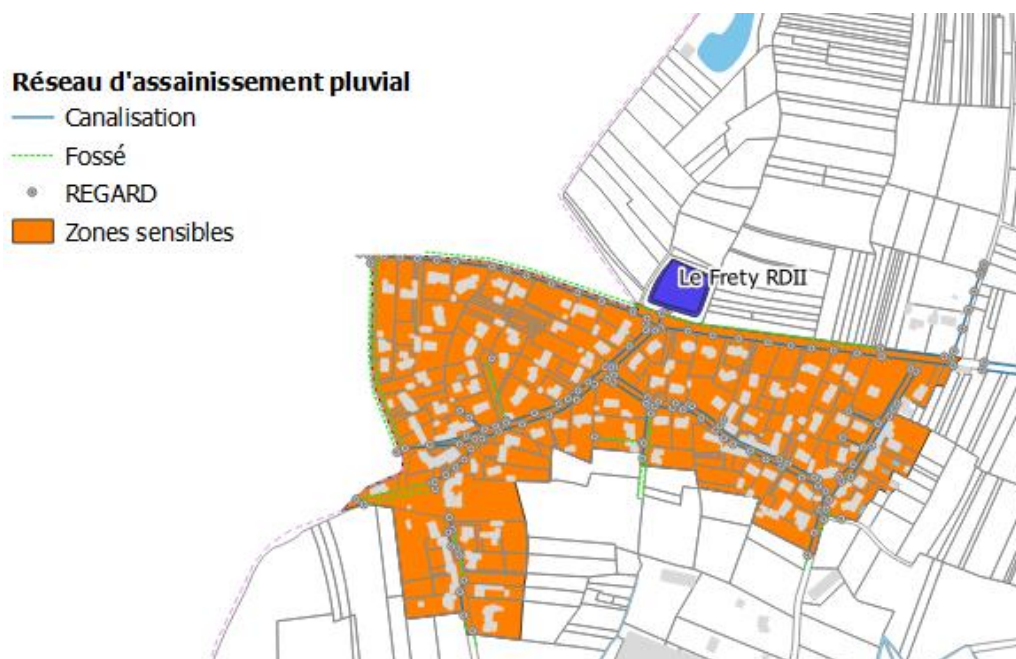 Réseau d'assainissement pluvial
Canalisation
Fossé
REGARD
Zones sensibles
Le Frety RDII